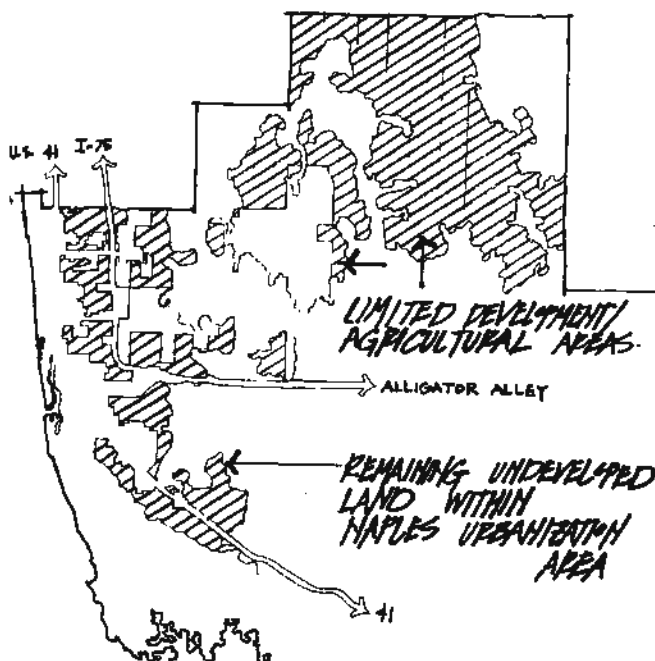 U.S. 41 I-75
LIMITED DEVELOPMENT/
AGRICULTURAL AREAS.
ALLIGATOR ALLEY
REMAINING UNDEVELOPED
LAND WITHIN
NAPLES URBANIZATION
AREA
41